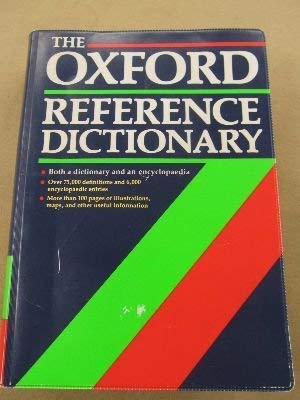 THE
OXFORD
REFERENCE
DICTIONARY
• Both a dictionary and an encyclopaedia
• Over 75,000 definitions and 6,000
encyclopaedic entries
• More than 100 pages of illustrations,
maps, and other useful information